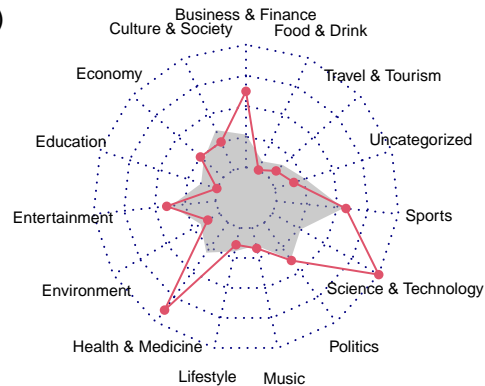 )
Business & Finance
Culture & Society
Food & Drink
Economy
Travel & Tourism
Education
Uncategorized
Entertainment
Sports
Environment
Science & Technology
Health & Medicine
Politics
Lifestyle
Music